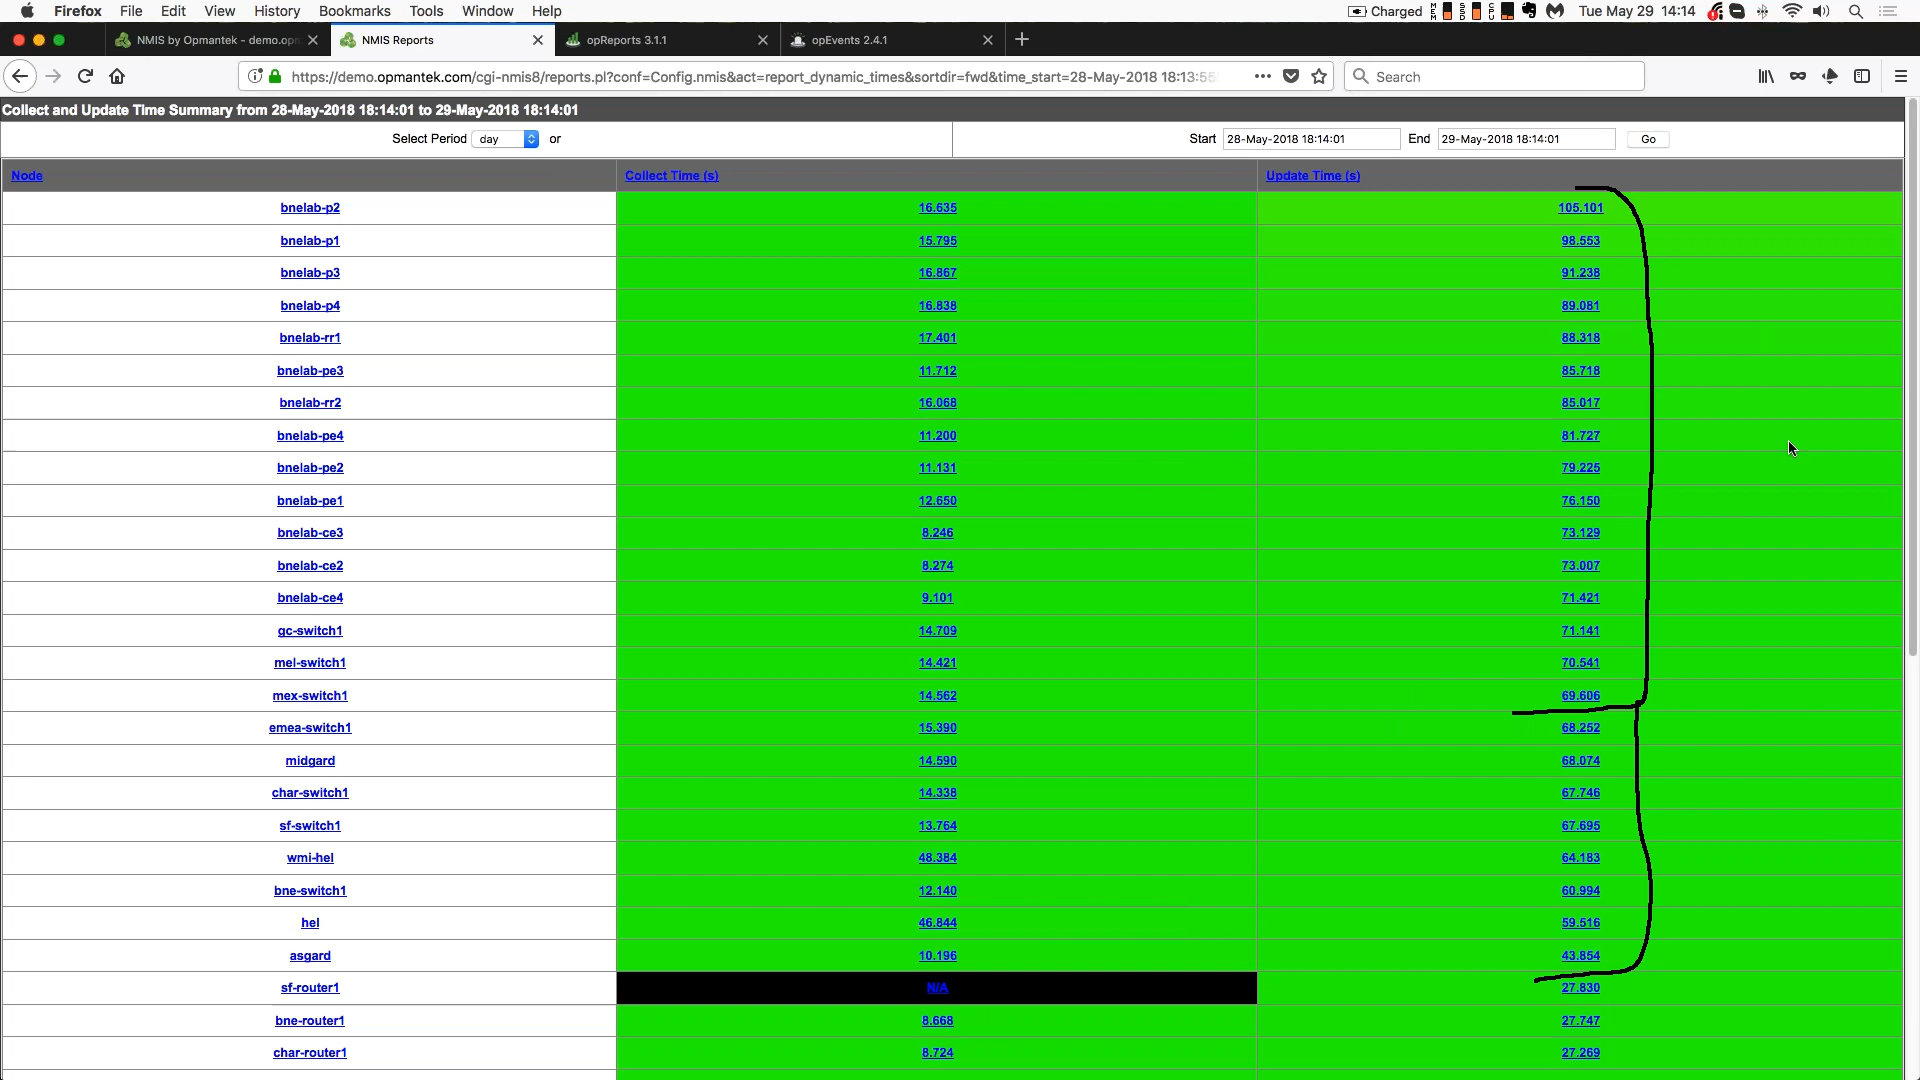 Firefox File Edit View History Bookmarks Tools Window Help Charged MEM SSD CPU Tue May 29 14:14
NMIS by Opmantek - demo.opm NMIS Reports opReports 3.1.1 opEvents 2.4.1
https://demo.opmantek.com/cgi-nmis8/reports.pl?conf=Config.nmis&act=report_dynamic_times&sortdir=fwd&time_start=28-May-2018 18:13:55 Search
Collect and Update Time Summary from 28-May-2018 18:14:01 to 29-May-2018 18:14:01
Select Period day or Start 28-May-2018 18:14:01 End 29-May-2018 18:14:01 Go
Node Collect Time (s) Update Time (s)
bnelab-p2 16.635 105.101
bnelab-p1 15.795 98.553
bnelab-p3 16.867 91.238
bnelab-p4 16.838 89.081
bnelab-rr1 17.401 88.318
bnelab-pe3 11.712 85.718
bnelab-rr2 16.068 85.017
bnelab-pe4 11.200 81.727
bnelab-pe2 11.131 79.225
bnelab-pe1 12.650 76.150
bnelab-ce3 8.246 73.129
bnelab-ce2 8.274 73.007
bnelab-ce4 9.101 71.421
gc-switch1 14.709 71.141
mel-switch1 14.421 70.541
mex-switch1 14.562 69.606
emea-switch1 15.390 68.252
midgard 14.590 68.074
char-switch1 14.338 67.746
sf-switch1 13.764 67.695
wmi-hel 48.384 64.183
bne-switch1 12.140 60.994
hel 46.844 59.516
asgard 10.196 43.854
sf-router1 N/A 27.830
bne-router1 8.668 27.747
char-router1 8.724 27.269